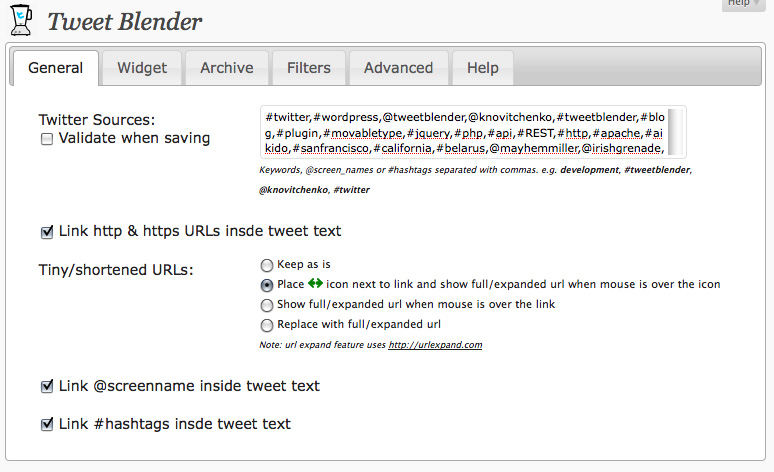 Help
Tweet Blender
General Widget Archive Filters Advanced Help
Twitter Sources:
Validate when saving
#twitter,#wordpress,@tweetblender,@knovitchenko,#tweetblender,#blo
g,#plugin,#movabletype,#jquery,#php,#api,#REST,#http,#apache,#ai
kido,#sanfrancisco,#california,#belarus,@mayhemmiller,@irishgrenade,
Keywords, @screen_names or #hashtags separated with commas. e.g. development, #tweetblender,
@knovitchenko, #twitter
Link http & https URLs insde tweet text
Tiny/shortened URLs:
Keep as is
Place icon next to link and show full/expanded url when mouse is over the icon
Show full/expanded url when mouse is over the link
Replace with full/expanded url
Note: url expand feature uses http://urlexpand.com
Link @screenname inside tweet text
Link #hashtags insde tweet text